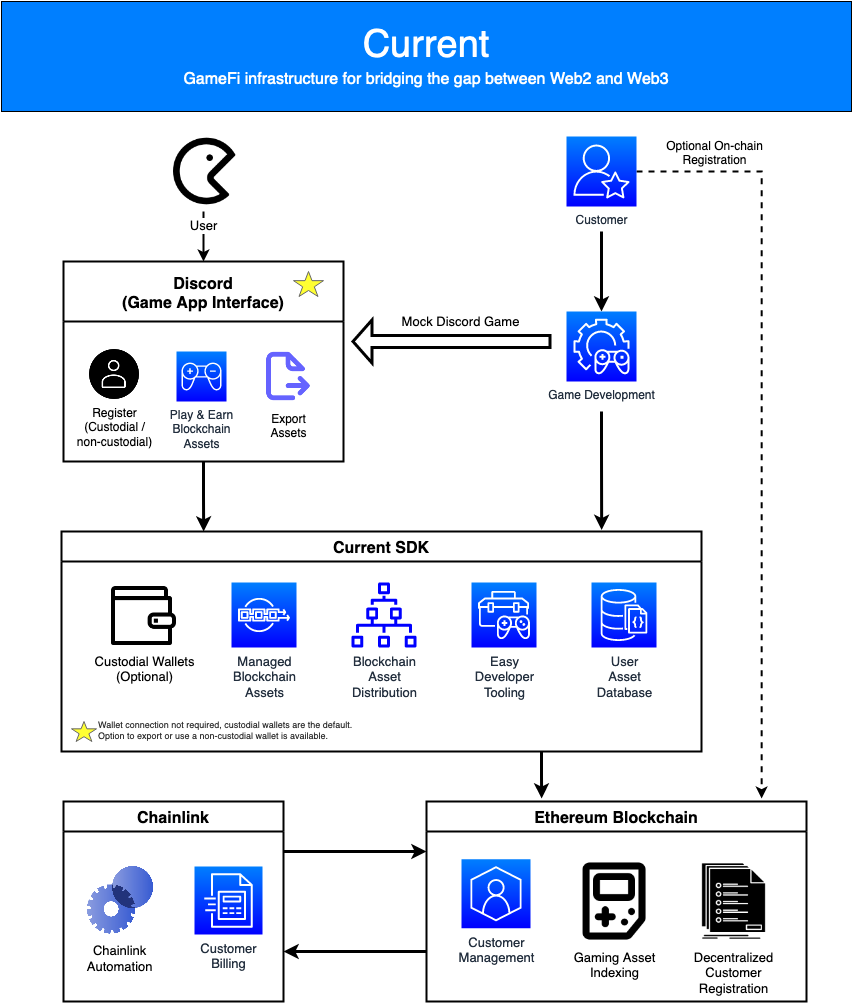 Current
GameFi infrastructure for bridging the gap between Web2 and Web3
Optional On-chain
Registration
Customer
User
Discord
(Game App Interface)
Mock Discord Game
Game Development
Register
(Custodial /
non-custodial)
Play & Earn
Blockchain
Assets
Export
Assets
Current SDK
Custodial Wallets
(Optional)
Managed
Blockchain
Assets
Blockchain
Asset
Distribution
Easy
Developer
Tooling
User
Asset
Database
Wallet connection not required, custodial wallets are the default.
Option to export or use a non-custodial wallet is available.
Chainlink
Chainlink
Automation
Customer
Billing
Ethereum Blockchain
Customer
Management
Gaming Asset
Indexing
Decentralized
Customer
Registration